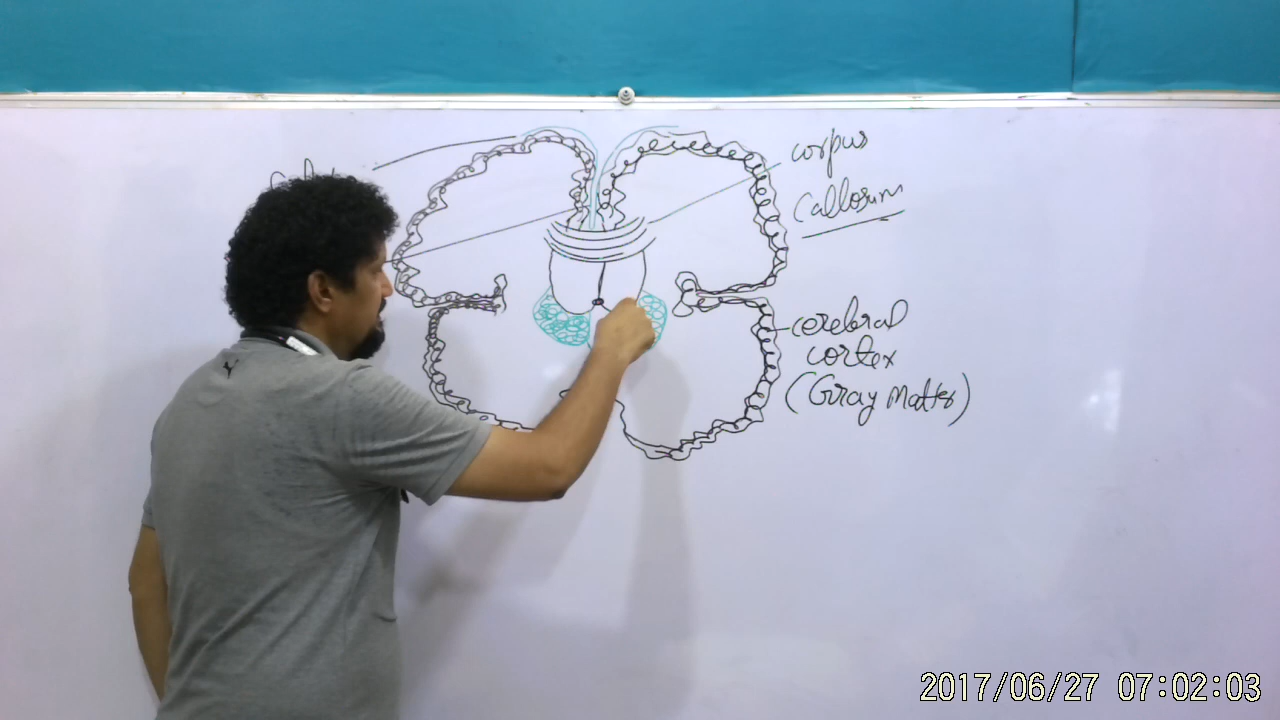 corpus
callosum
cerebral
cortex
(Gray Matter)
2017/06/27 07:02:03